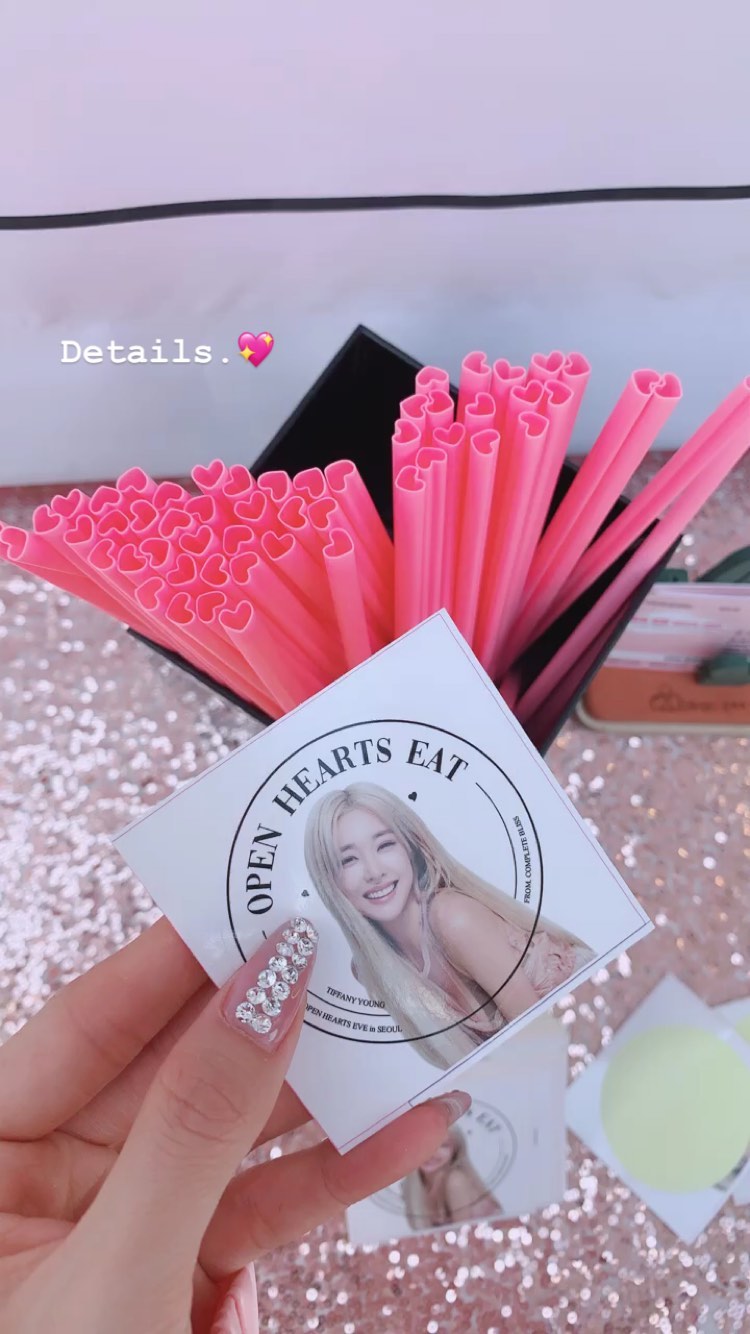 Details.💖
OPEN HEARTS EAT
FROM. COMPLETE BLISS
TIFFANY YOUNG
OPEN HEARTS EVE in SEOUL